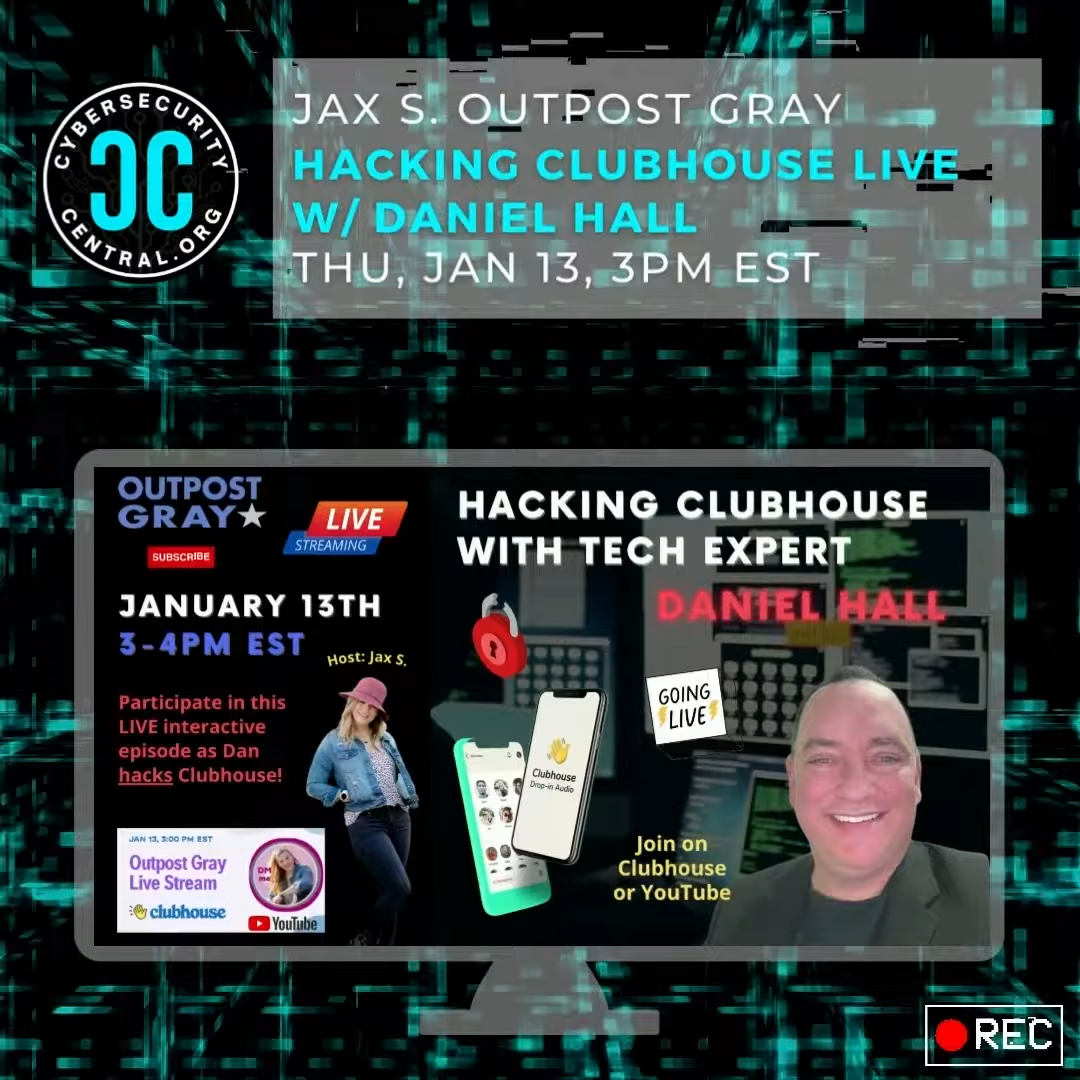 CYBERSECURITY
CC
CENTRAL.ORG
JAX S. OUTPOST GRAY
HACKING CLUBHOUSE LIVE
W/ DANIEL HALL
THU, JAN 13, 3PM EST
OUTPOST
GRAY
SUBSCRIBE
LIVE
STREAMING
JANUARY 13TH
3-4PM EST
Host: Jax S.
Participate in this
LIVE interactive
episode as Dan
hacks Clubhouse!
JAN 13, 3:00 PM EST
Outpost Gray
Live Stream
DM
me
clubhouse
YouTube
HACKING CLUBHOUSE
WITH TECH EXPERT
DANIEL HALL
GOING
LIVE
Clubhouse
Drop-in Audio
Join on
Clubhouse
or YouTube
REC